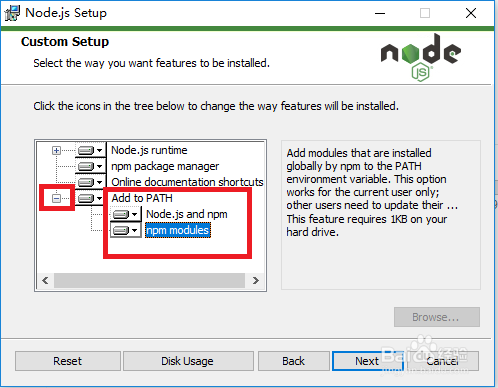 Node.js Setup
Custom Setup
Select the way you want features to be installed.
node
JS
Click the icons in the tree below to change the way features will be installed.
Node.js runtime
npm package manager
Online documentation shortcuts
Add to PATH
Node.js and npm
npm modules
Add modules that are installed
globally by npm to the PATH
environment variable. This option
works for the current user only;
other users need to update their ...
This feature requires 1KB on your
hard drive.
Browse...
Reset
Disk Usage
Back
Next
Cancel